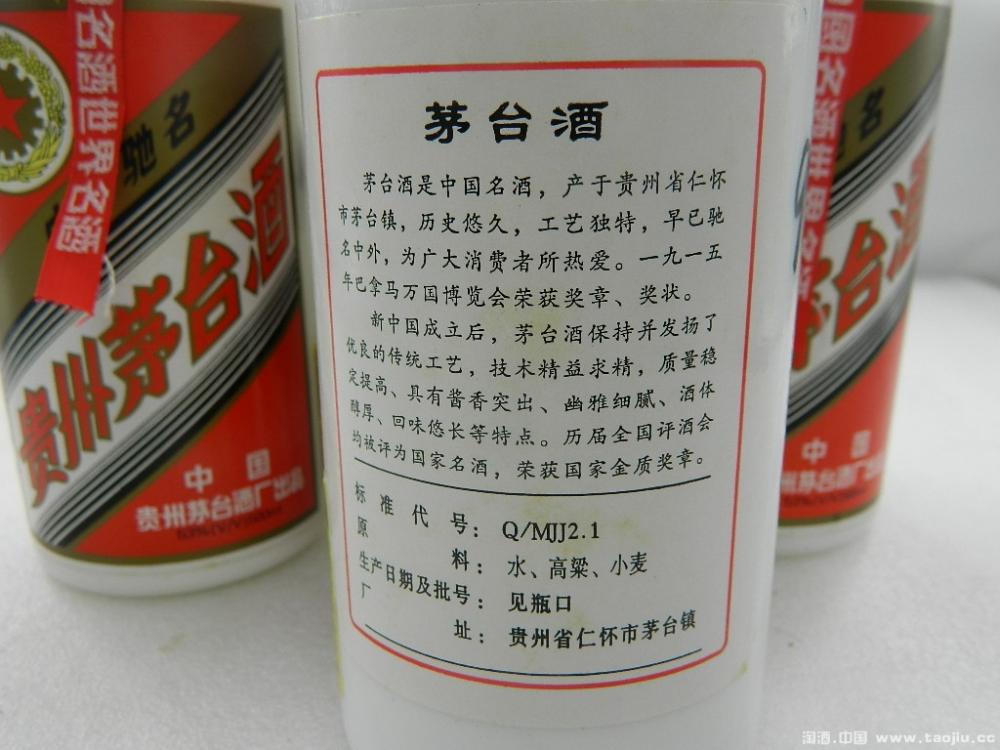 茅台酒
茅台酒是中国名酒，产于贵州省仁怀
市茅台镇，历史悠久，工艺独特，早已驰
名中外，为广大消费者所热爱。一九一五
年巴拿马万国博览会荣获奖章、奖状。
新中国成立后，茅台酒保持并发扬了
优良的传统工艺，技术精益求精，质量稳
定提高、具有酱香突出、幽雅细腻、酒体
醇厚、回味悠长等特点。历届全国评酒会
均被评为国家名酒，荣获国家金质奖章。
标准代号：Q/MJJ2.1
原料：水、高粱、小麦
生产日期及批号：见瓶口
厂址：贵州省仁怀市茅台镇
名酒世界名酒
驰名
贵州茅台酒
中国
贵州茅台酒厂出品
国名酒世界名酒
名
茅台酒
淘酒.中国 www.taojiu.cc